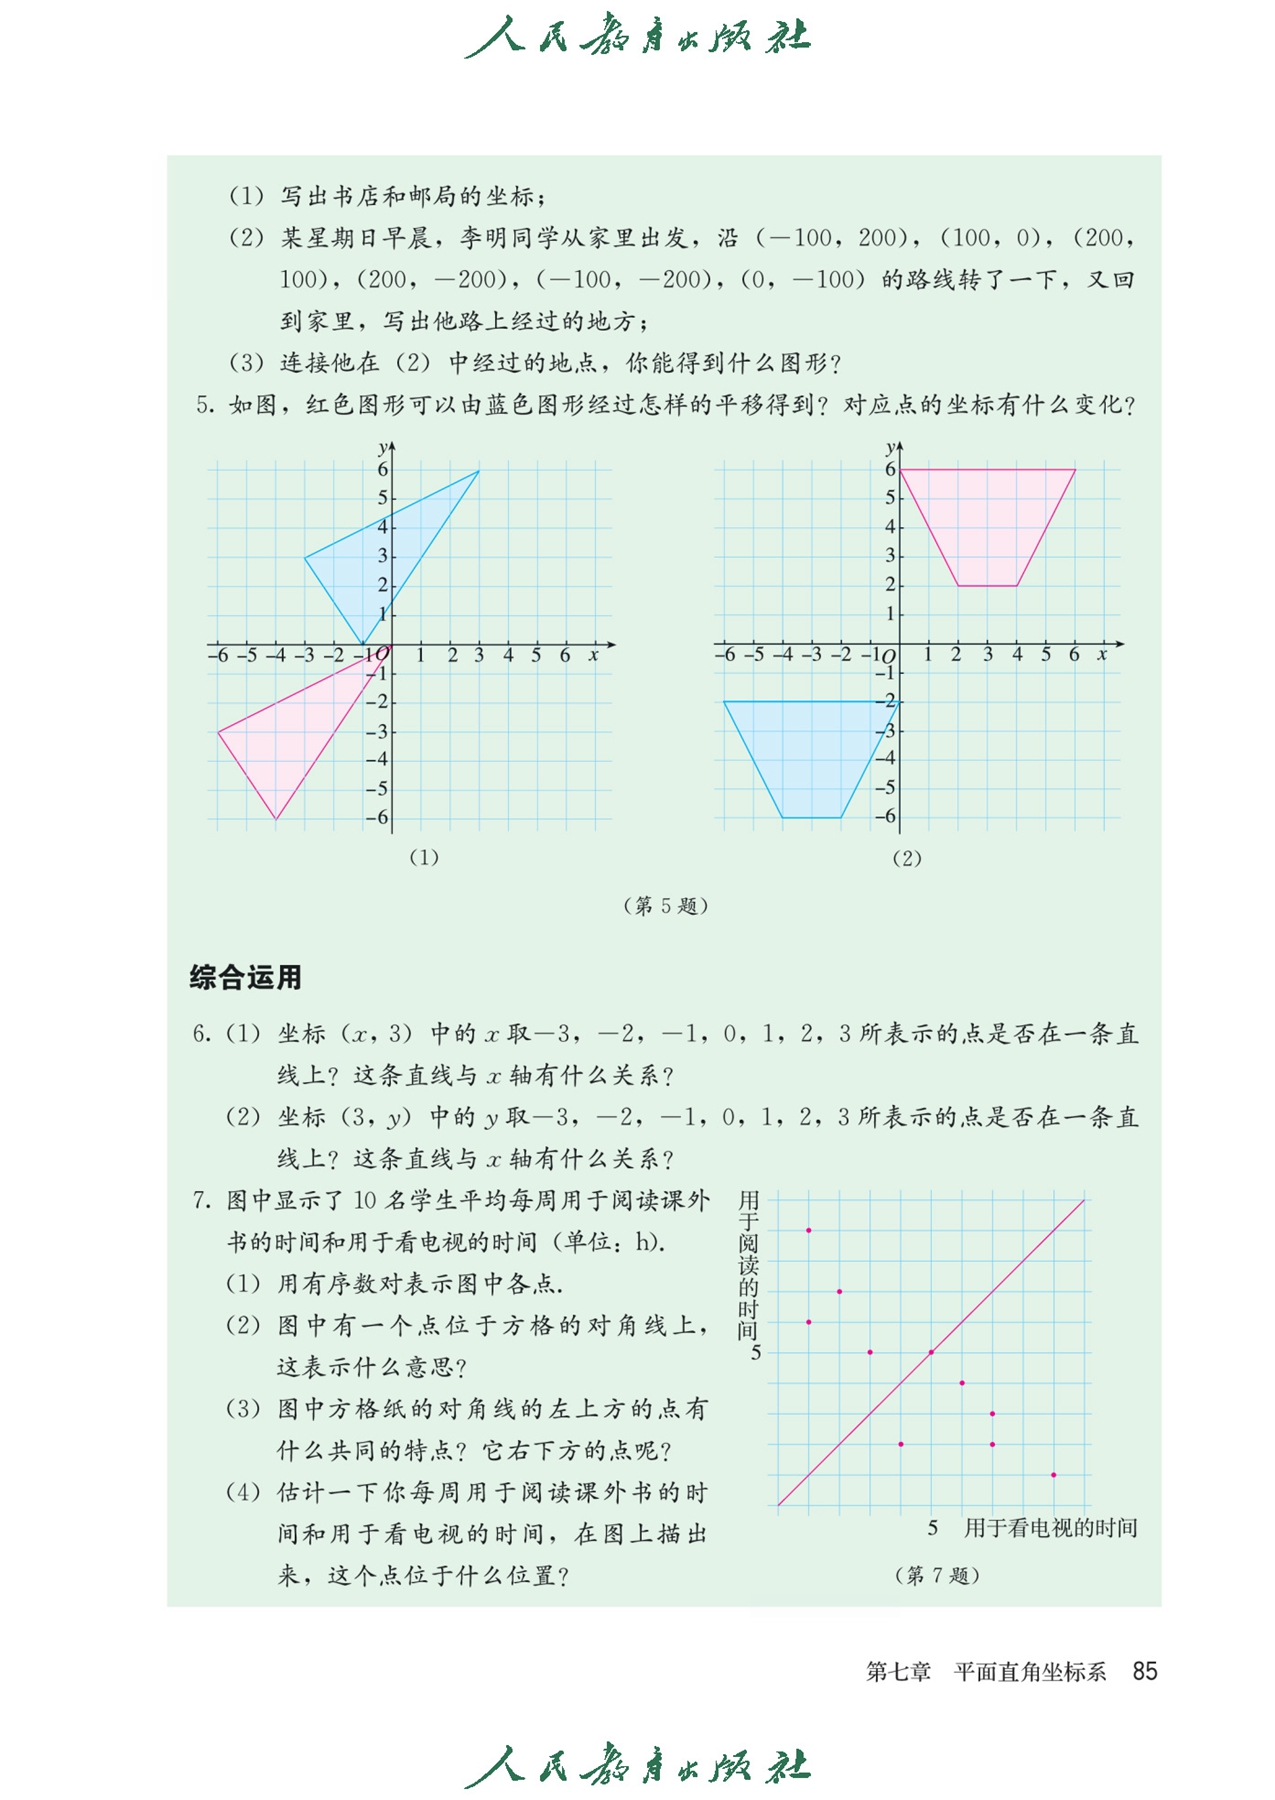 人民教育出版社
（1）写出书店和邮局的坐标；
（2）某星期日早晨，李明同学从家里出发，沿（－100，200），（100，0），（200，
100），（200，－200），（－100，－200），（0，－100）的路线转了一下，又回
到家里，写出他路上经过的地方；
（3）连接他在（2）中经过的地点，你能得到什么图形？
5. 如图，红色图形可以由蓝色图形经过怎样的平移得到？对应点的坐标有什么变化？
y
6
5
4
3
2
1
–6 –5 –4 –3 –2 –1 O 1 2 3 4 5 6 x
–1
–2
–3
–4
–5
–6
（1）
y
6
5
4
3
2
1
–6 –5 –4 –3 –2 –1 O 1 2 3 4 5 6 x
–1
–2
–3
–4
–5
–6
（2）
（第 5 题）
综合运用
6.（1）坐标（x，3）中的 x 取－3，－2，－1，0，1，2，3 所表示的点是否在一条直
线上？这条直线与 x 轴有什么关系？
（2）坐标（3，y）中的 y 取－3，－2，－1，0，1，2，3 所表示的点是否在一条直
线上？这条直线与 x 轴有什么关系？
7. 图中显示了 10 名学生平均每周用于阅读课外
书的时间和用于看电视的时间（单位：h）.
（1）用有序数对表示图中各点.
（2）图中有一个点位于方格的对角线上，
这表示什么意思？
（3）图中方格纸的对角线的左上方的点有
什么共同的特点？它右下方的点呢？
（4）估计一下你每周用于阅读课外书的时
间和用于看电视的时间，在图上描出
来，这个点位于什么位置？
用于阅读的时间
5
5 用于看电视的时间
（第 7 题）
第七章 平面直角坐标系 85
人民教育出版社